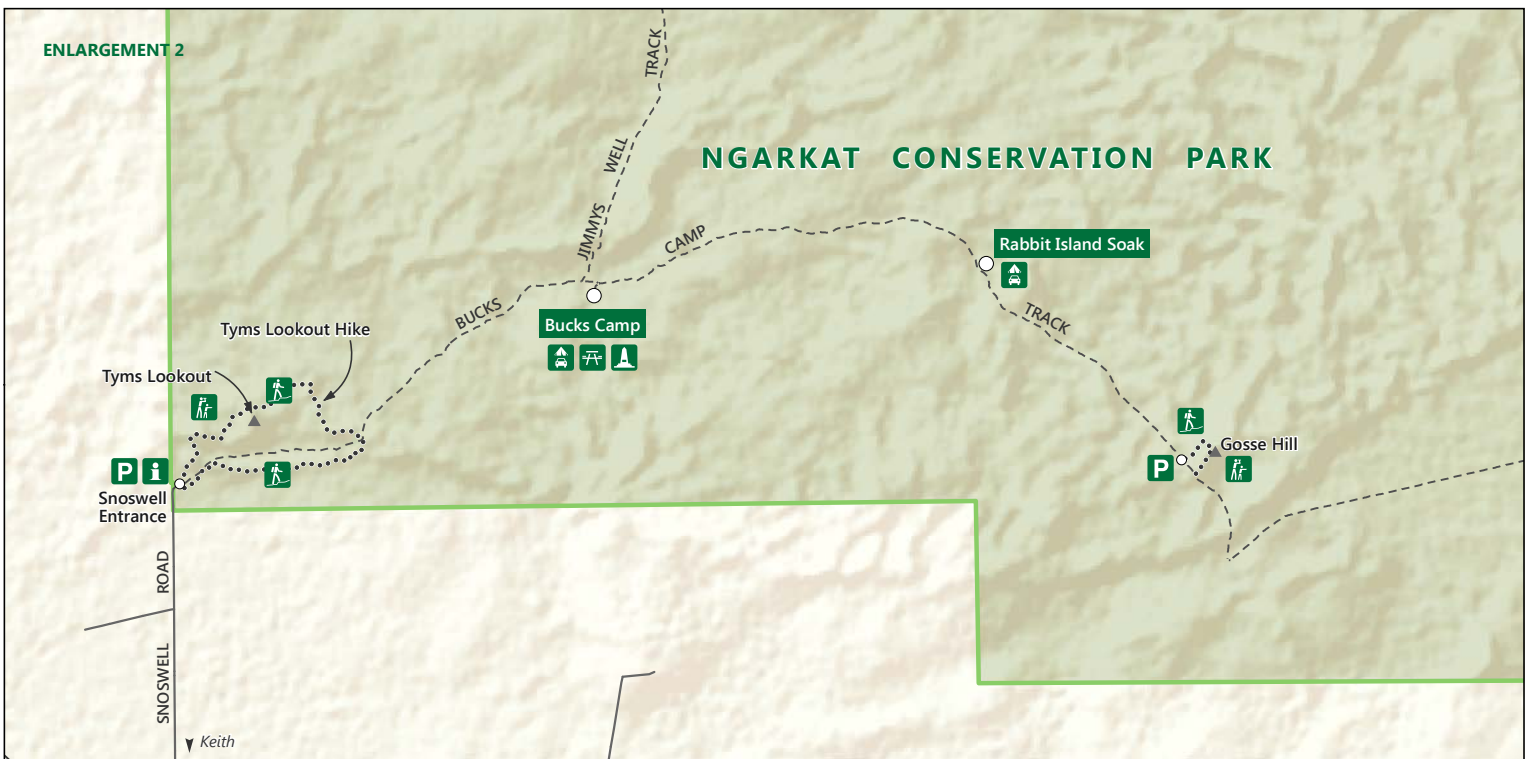 ENLARGEMENT 2
TRACK
WELL
JIMMYS
NGARKAT CONSERVATION PARK
CAMP
Rabbit Island Soak
BUCKS
Bucks Camp
TRACK
Tyms Lookout Hike
Tyms Lookout
Gosse Hill
P
P i
Snoswell
Entrance
ROAD
SNOSWELL
Keith